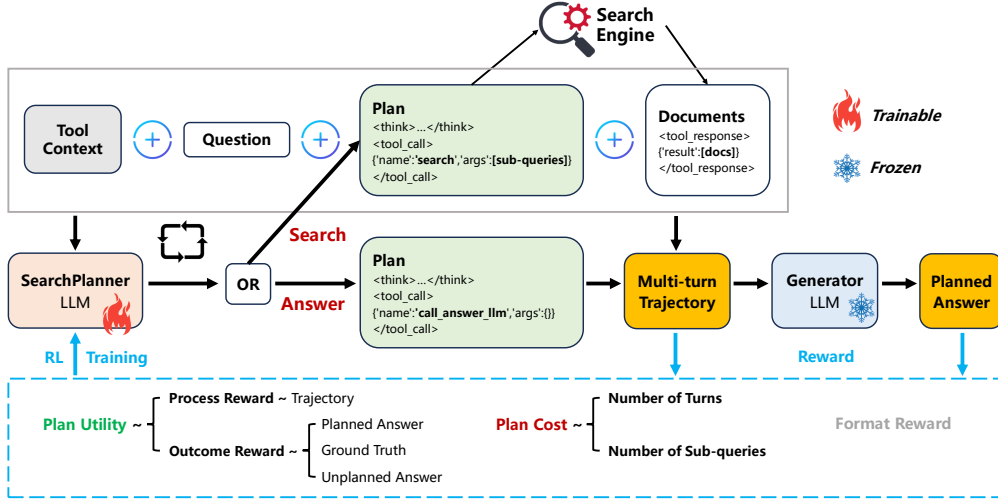 Search
Engine
Tool
Context
Question
Plan
<think>...</think>
<tool_call>
{'name':'search','args':[sub-queries]}
</tool_call>
Documents
<tool_response>
{'result':[docs]}
</tool_response>
Trainable
Frozen
Search
SearchPlanner
LLM
OR
Answer
Plan
<think>...</think>
<tool_call>
{'name':'call_answer_llm','args':{}}
</tool_call>
Multi-turn
Trajectory
Generator
LLM
Planned
Answer
RL Training
Reward
Plan Utility ~
Process Reward ~ Trajectory
Outcome Reward ~
Planned Answer
Ground Truth
Unplanned Answer
Plan Cost ~
Number of Turns
Number of Sub-queries
Format Reward